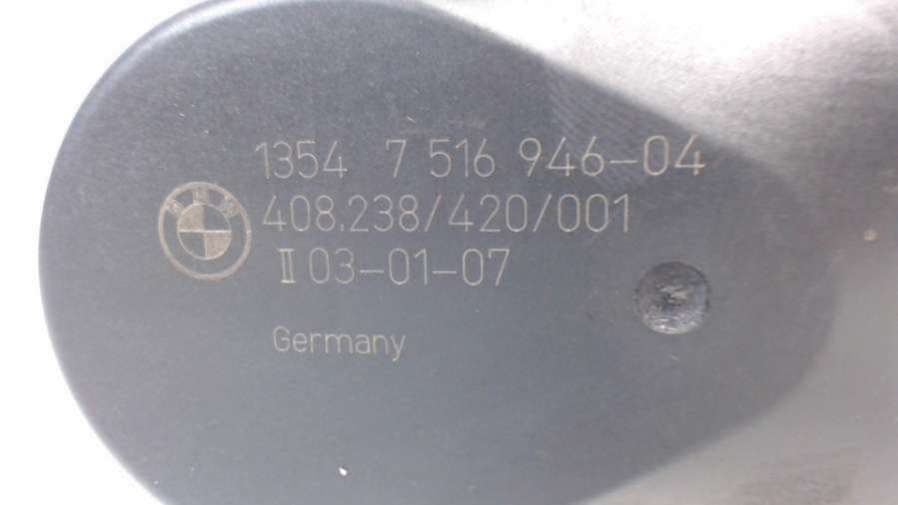 1354 7 516 946-04
408.238/420/001
II 03-01-07
Germany